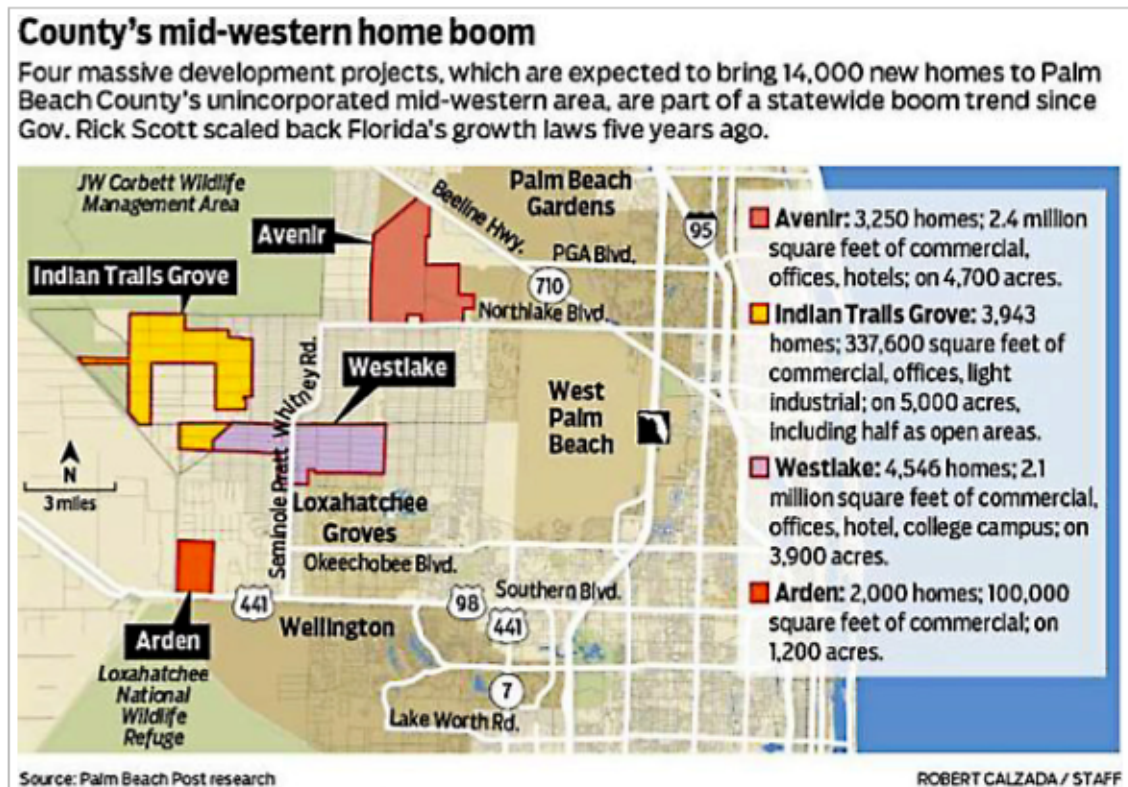 County's mid-western home boom
Four massive development projects, which are expected to bring 14,000 new homes to Palm
Beach County's unincorporated mid-western area, are part of a statewide boom trend since
Gov. Rick Scott scaled back Florida's growth laws five years ago.
JW Corbett Wildlife
Management Area
Avenir
Indian Trails Grove
Westlake
Beeline Hwy.
Palm Beach
Gardens
95
PGA Blvd.
710
Northlake Blvd.
Seminole Pratt Whitney Rd.
West
Palm
Beach
N
3 miles
Loxahatchee
Groves
Okeechobee Blvd.
Southern Blvd.
441
98
441
Arden
Wellington
Loxahatchee
National
Wildlife
Refuge
7
Lake Worth Rd.
Avenir: 3,250 homes; 2.4 million
square feet of commercial,
offices, hotels; on 4,700 acres.
Indian Trails Grove: 3,943
homes; 337,600 square feet of
commercial, offices, light
industrial; on 5,000 acres,
including half as open areas.
Westlake: 4,546 homes; 2.1
million square feet of commercial,
offices, hotel, college campus; on
3,900 acres.
Arden: 2,000 homes; 100,000
square feet of commercial; on
1,200 acres.
Source: Palm Beach Post research
ROBERT CALZADA / STAFF